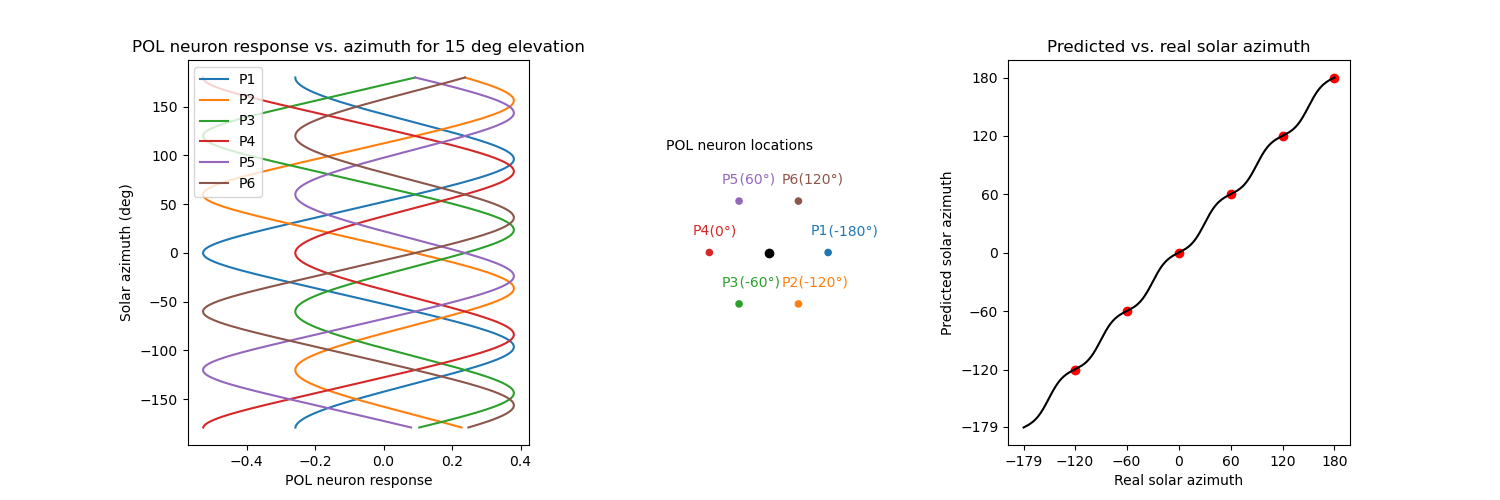 POL neuron response vs. azimuth for 15 deg elevation
P1
P2
P3
P4
P5
P6
150
100
50
0
−50
−100
−150
Solar azimuth (deg)
−0.4
−0.2
0.0
0.2
0.4
POL neuron response
POL neuron locations
P5(60°)
P6(120°)
P4(0°)
P1(-180°)
P3(-60°)
P2(-120°)
Predicted vs. real solar azimuth
180
120
60
0
−60
−120
−179
Predicted solar azimuth
−179
−120
−60
0
60
120
180
Real solar azimuth